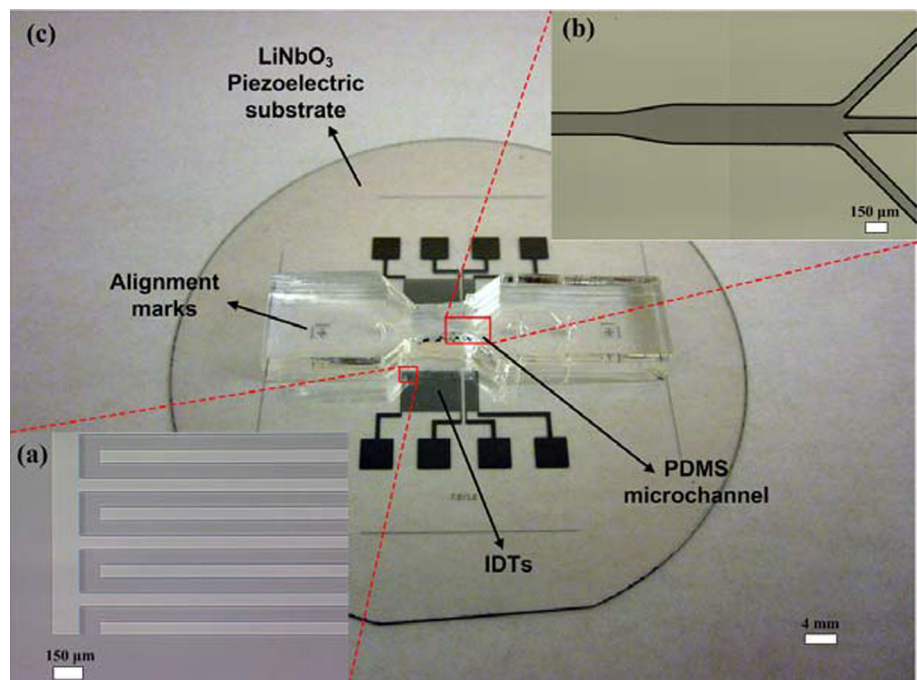 (c)
LiNbO₃
Piezoelectric
substrate
(b)
150 μm
Alignment
marks
(a)
150 μm
PDMS
microchannel
IDTs
4 mm